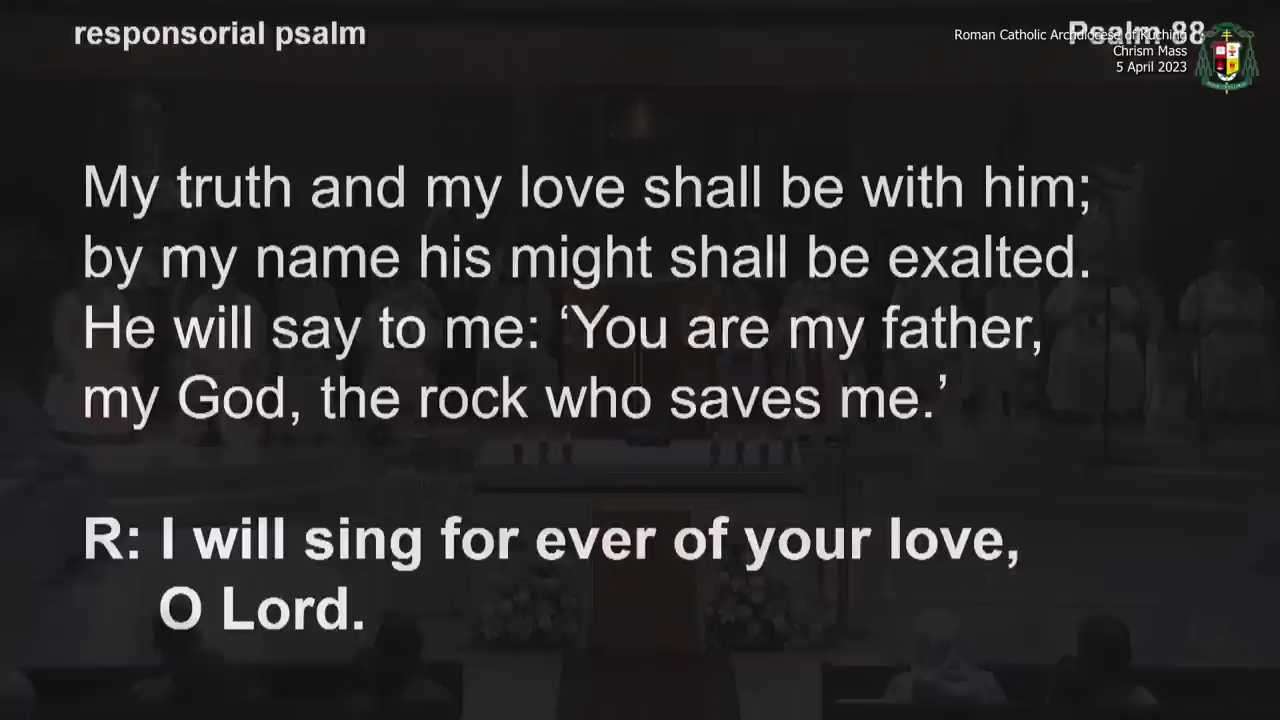 responsorial psalm
Psalm 88
Roman Catholic Archdiocese of Kuching
Chrism Mass
5 April 2023
My truth and my love shall be with him;
by my name his might shall be exalted.
He will say to me: ‘You are my father,
my God, the rock who saves me.’
R: I will sing for ever of your love,
O Lord.